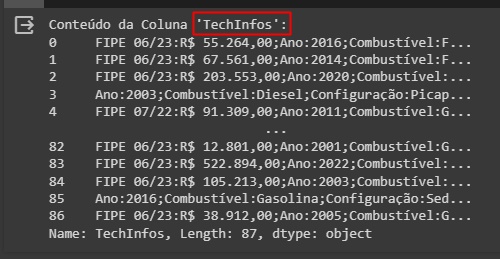 Conteúdo da Coluna 'TechInfos':
0 FIPE 06/23:R$ 55.264,00;Ano:2016;Combustível:F...
1 FIPE 06/23:R$ 67.561,00;Ano:2014;Combustível:F...
2 FIPE 06/23:R$ 203.553,00;Ano:2020;Combustível:...
3 Ano:2003;Combustível:Diesel;Configuração:Picap...
4 FIPE 07/22:R$ 91.309,00;Ano:2011;Combustível:G...
...
82 FIPE 06/23:R$ 12.801,00;Ano:2001;Combustível:G...
83 FIPE 06/23:R$ 522.894,00;Ano:2022;Combustível:...
84 FIPE 06/23:R$ 105.213,00;Ano:2003;Combustível:...
85 Ano:2016;Combustível:Gasolina;Configuração:Sed...
86 FIPE 06/23:R$ 38.912,00;Ano:2005;Combustível:G...
Name: TechInfos, Length: 87, dtype: object